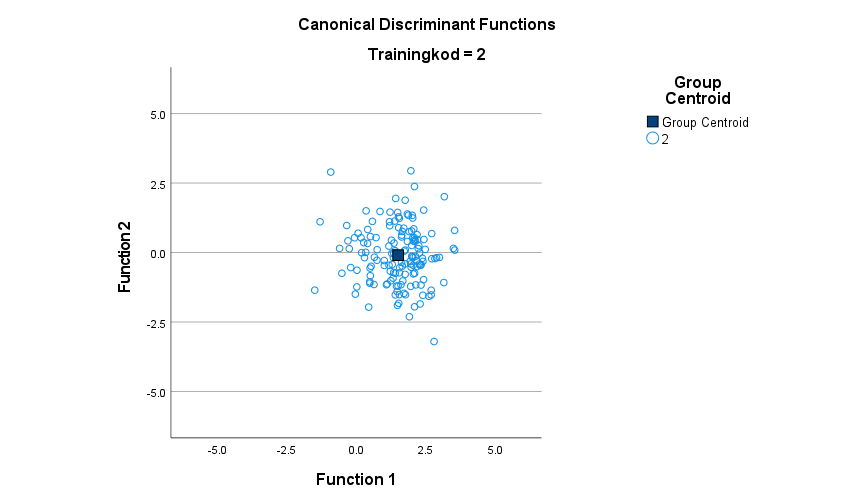 Canonical Discriminant Functions
Trainingkod = 2
Group
Centroid
Group Centroid
2
Function 2
5.0
2.5
0.0
-2.5
-5.0
-5.0 -2.5 0.0 2.5 5.0
Function 1